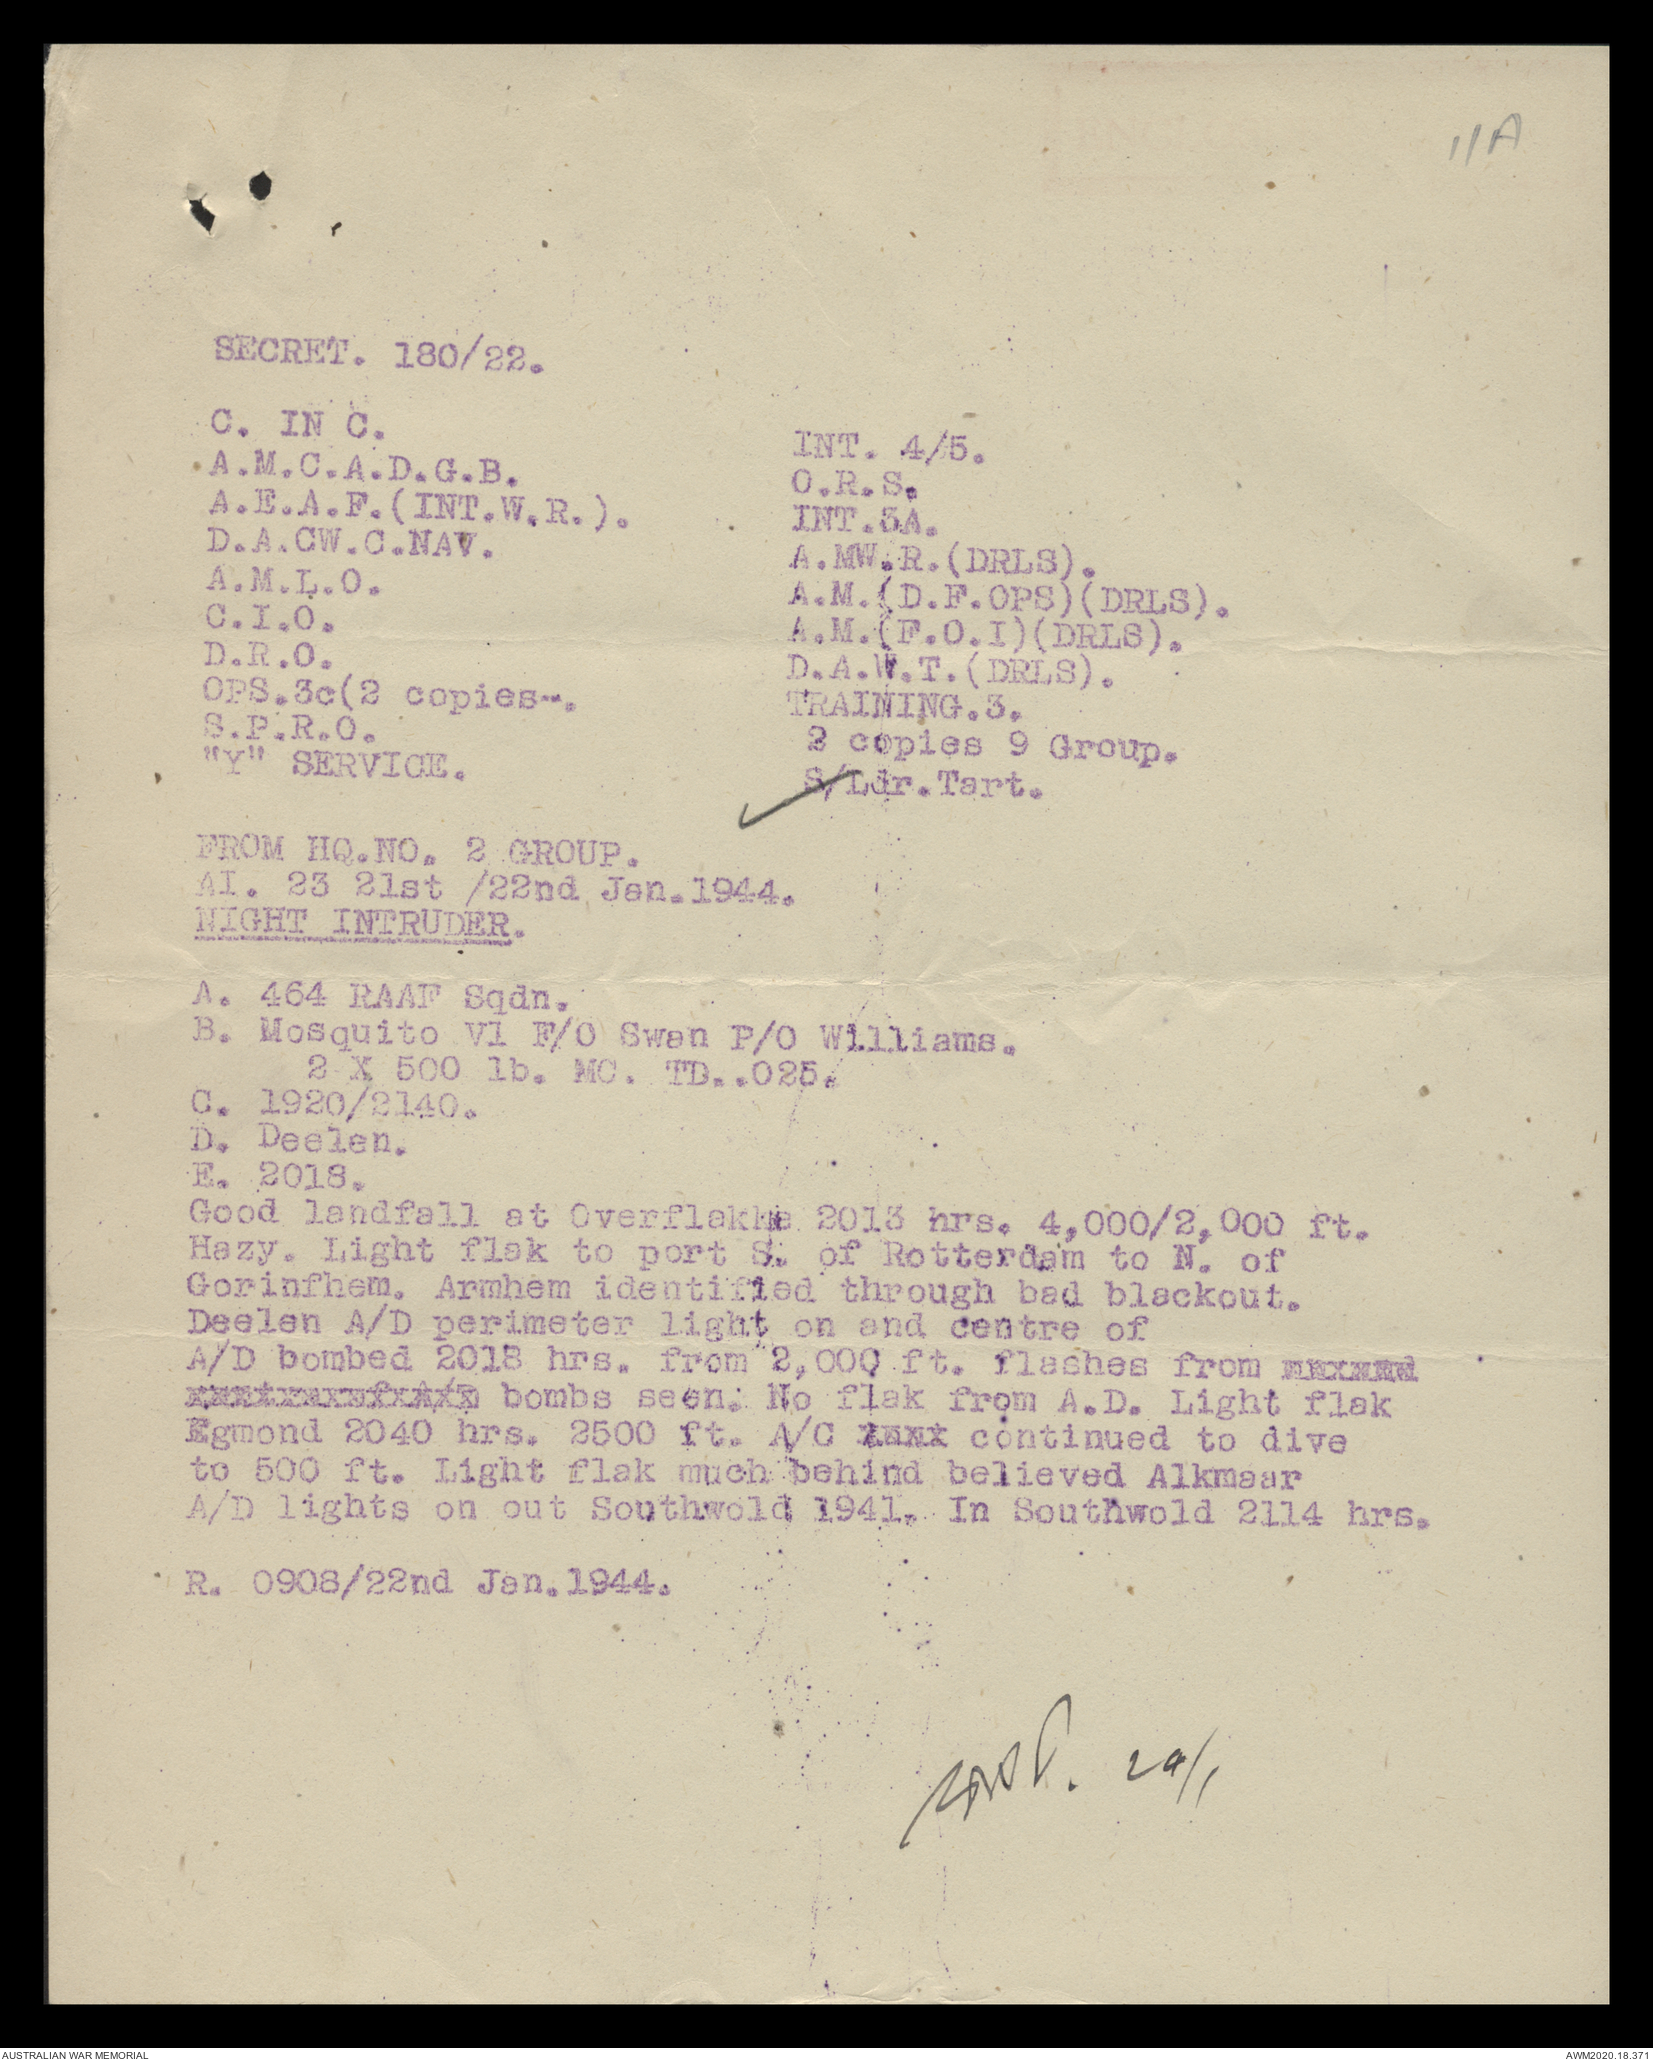 11A
SECRET. 180/22.
C. IN C.
A.M.C.A.D.G.B.
A.E.A.F.(INT.W.R.).
D.A.CW.C.NAV.
A.M.L.O.
C.I.O.
D.R.O.
OPS.3c(2 copies--.
S.P.R.O.
"Y" SERVICE.
INT. 4/5.
O.R.S.
INT.3A.
A.MW.R.(DRLS).
A.M.(D.F.OPS)(DRLS).
A.M.(F.O.I)(DRLS).
D.A.W.T.(DRLS).
TRAINING.3.
2 copies 9 Group.
S/Ldr.Tart.
FROM HQ.NO. 2 GROUP.
AI. 23 21st /22nd Jan.1944.
NIGHT INTRUDER.
A. 464 RAAF Sqdn.
B. Mosquito V1 F/O Swan P/O Williams.
2 X 500 lb. MC. TD..025.
C. 1920/2140.
D. Deelen.
E. 2018.
Good landfall at Overflakke 2013 hrs. 4,000/2,000 ft.
Hazy. Light flak to port S. of Rotterdam to N. of
Gorinfhem. Armhem identified through bad blackout.
Deelen A/D perimeter light on and centre of
A/D bombed 2018 hrs. from 2,000 ft. flashes from
bombs seen. No flak from A.D. Light flak
Egmond 2040 hrs. 2500 ft. A/C continued to dive
to 500 ft. Light flak much behind believed Alkmaar
A/D lights on out Southwold 1941. In Southwold 2114 hrs.
R. 0908/22nd Jan.1944.
AUSTRALIAN WAR MEMORIAL
AWM2020.18.371